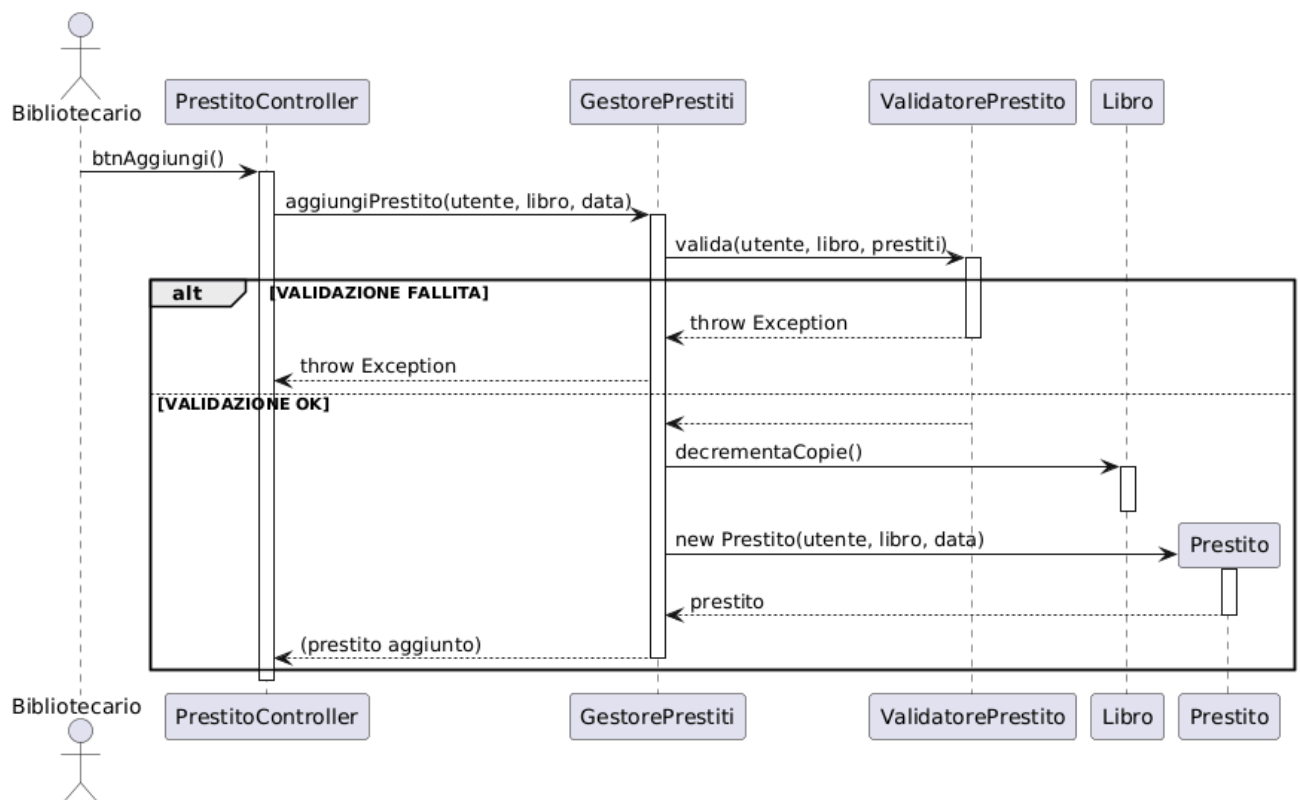 Bibliotecario
PrestitoController
GestorePrestiti
ValidatorePrestito
Libro
btnAggiungi()
aggiungiPrestito(utente, libro, data)
valida(utente, libro, prestiti)
alt
[VALIDAZIONE FALLITA]
throw Exception
throw Exception
[VALIDAZIONE OK]
decrementaCopie()
new Prestito(utente, libro, data)
Prestito
prestito
(prestito aggiunto)
Bibliotecario
PrestitoController
GestorePrestiti
ValidatorePrestito
Libro
Prestito